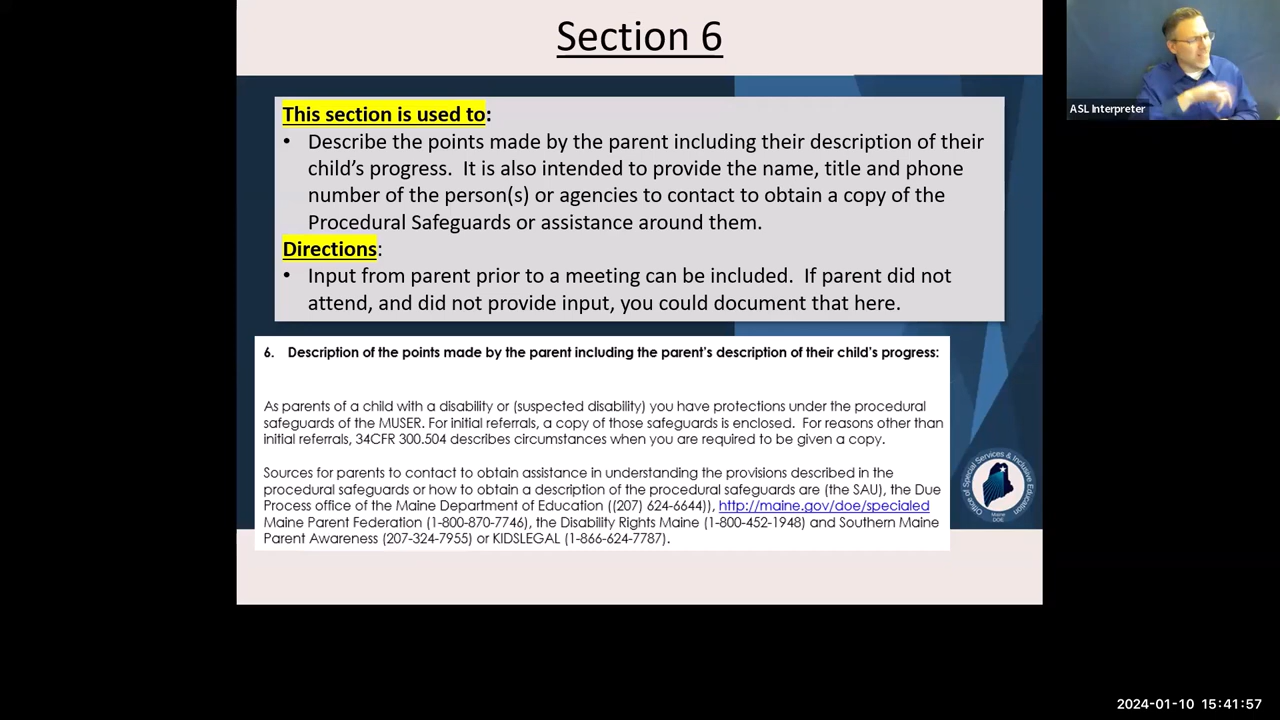 Section 6
ASL Interpreter
This section is used to:
• Describe the points made by the parent including their description of their
child's progress.  It is also intended to provide the name, title and phone
number of the person(s) or agencies to contact to obtain a copy of the
Procedural Safeguards or assistance around them.
Directions:
• Input from parent prior to a meeting can be included.  If parent did not
attend, and did not provide input, you could document that here.
6. Description of the points made by the parent including the parent's description of their child's progress:
As parents of a child with a disability or (suspected disability) you have protections under the procedural
safeguards of the MUSER. For initial referrals, a copy of those safeguards is enclosed.  For reasons other than
initial referrals, 34CFR 300.504 describes circumstances when you are required to be given a copy.
Sources for parents to contact to obtain assistance in understanding the provisions described in the
procedural safeguards or how to obtain a description of the procedural safeguards are (the SAU), the Due
Process office of the Maine Department of Education ((207) 624-6644)), http://maine.gov/doe/specialed
Maine Parent Federation (1-800-870-7746), the Disability Rights Maine (1-800-452-1948) and Southern Maine
Parent Awareness (207-324-7955) or KIDSLEGAL (1-866-624-7787).
Office of Special Services & Inclusive Education
Maine
DOE
2024-01-10 15:41:57